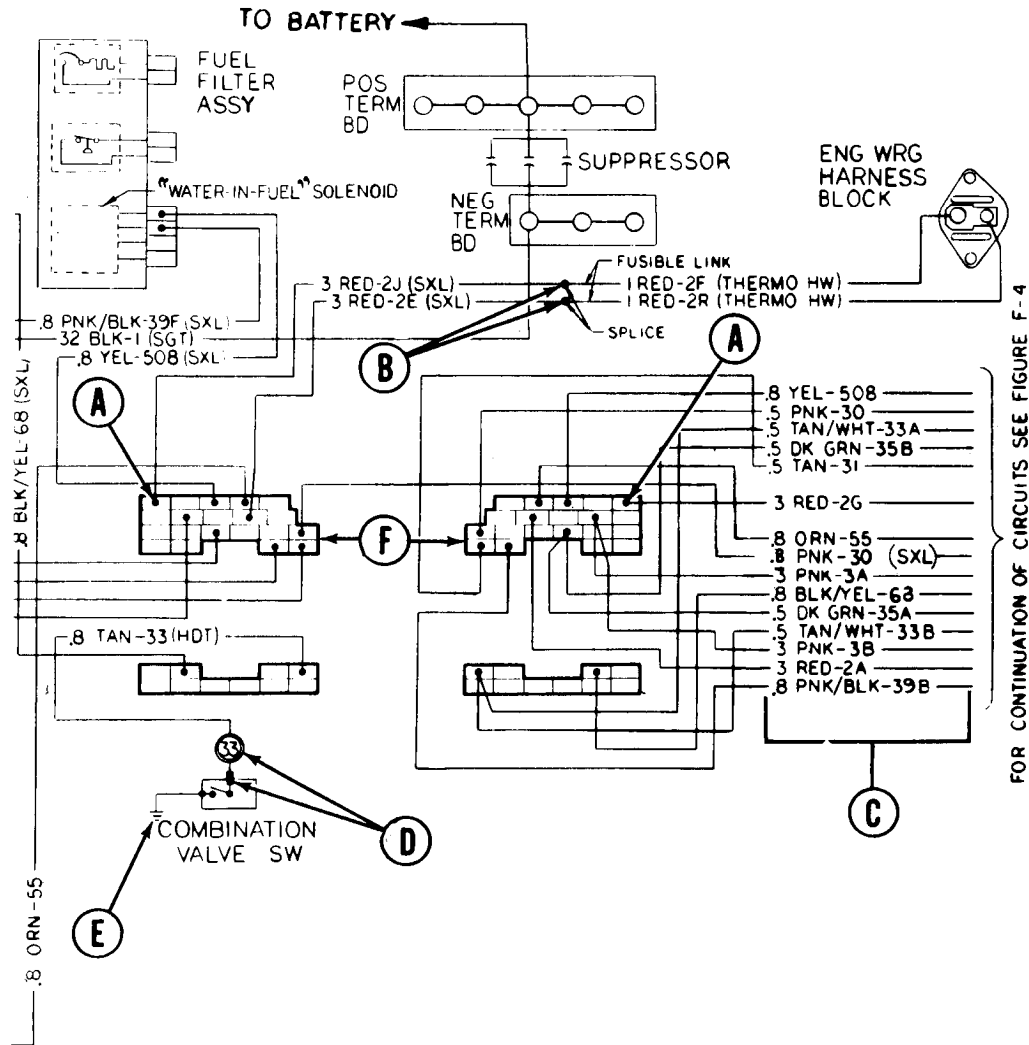 TO BATTERY
FUEL
FILTER
ASSY
POS
TERM
BD
SUPPRESSOR
ENG WRG
HARNESS
BLOCK
"WATER-IN-FUEL" SOLENOID
NEG
TERM
BD
FUSIBLE LINK
3 RED-2J (SXL)
1 RED-2F (THERMO HW)
3 RED-2E (SXL)
1 RED-2R (THERMO HW)
SPLICE
.8 PNK/BLK-39F (SXL)
32 BLK-1 (SGT)
.8 YEL-508 (SXL)
.8 BLK/YEL-68 (SXL)
A
B
A
.8 YEL-508
.5 PNK-30
.5 TAN/WHT-33A
.5 DK GRN-35B
.5 TAN-31
3 RED-2G
F
.8 ORN-55
.8 PNK-30 (SXL)
3 PNK-3A
.8 BLK/YEL-68
.5 DK GRN-35A
.5 TAN/WHT-33B
3 PNK-3B
3 RED-2A
.8 PNK/BLK-39B
FOR CONTINUATION OF CIRCUITS SEE FIGURE F-4
.8 TAN-33 (HDT)
33
COMBINATION
VALVE SW
D
C
E
.8 ORN-55